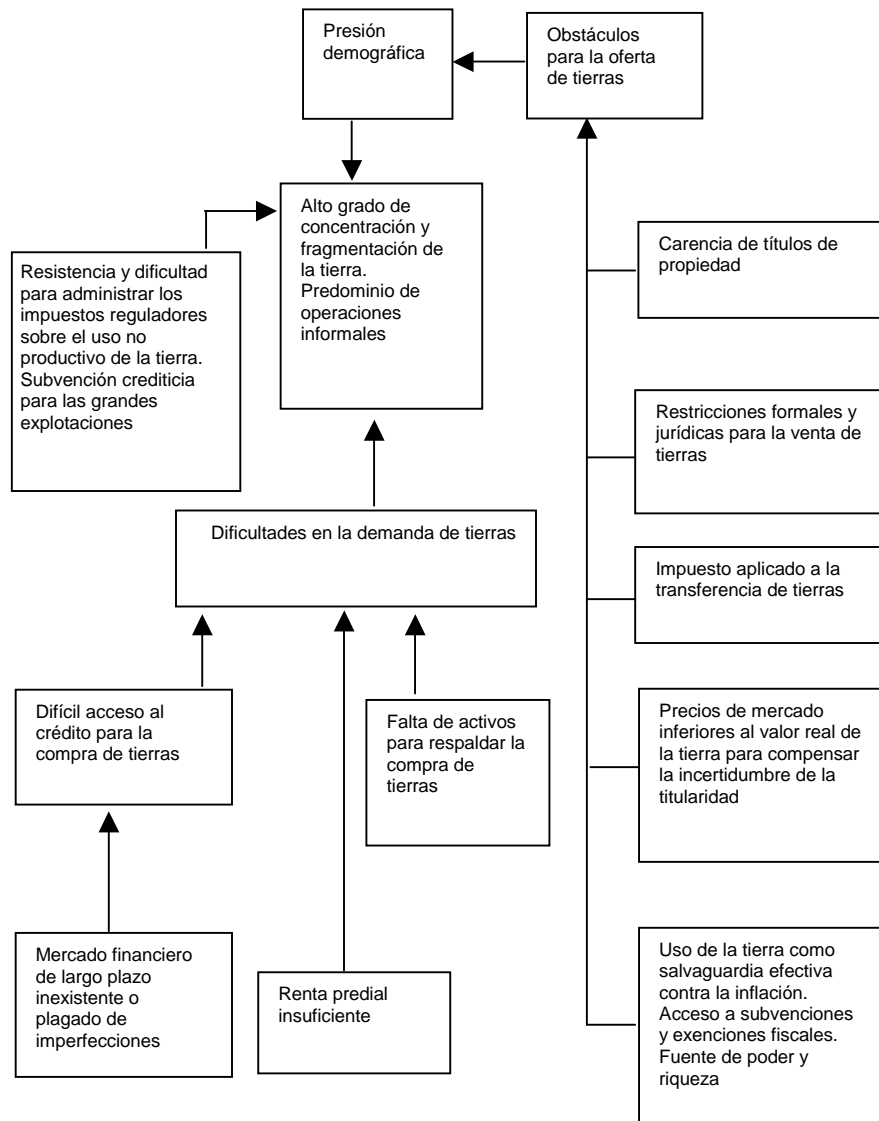 Presión
demográfica
Obstáculos
para la oferta
de tierras
Alto grado de
concentración y
fragmentación de
la tierra.
Predominio de
operaciones
informales
Resistencia y dificultad
para administrar los
impuestos reguladores
sobre el uso no
productivo de la tierra.
Subvención crediticia
para las grandes
explotaciones
Carencia de títulos de
propiedad
Restricciones formales y
jurídicas para la venta de
tierras
Dificultades en la demanda de tierras
Impuesto aplicado a la
transferencia de tierras
Difícil acceso al
crédito para la
compra de tierras
Falta de activos
para respaldar la
compra de
tierras
Precios de mercado
inferiores al valor real de
la tierra para compensar
la incertidumbre de la
titularidad
Mercado financiero
de largo plazo
inexistente o
plagado de
imperfecciones
Renta predial
insuficiente
Uso de la tierra como
salvaguardia efectiva
contra la inflación.
Acceso a subvenciones
y exenciones fiscales.
Fuente de poder y
riqueza